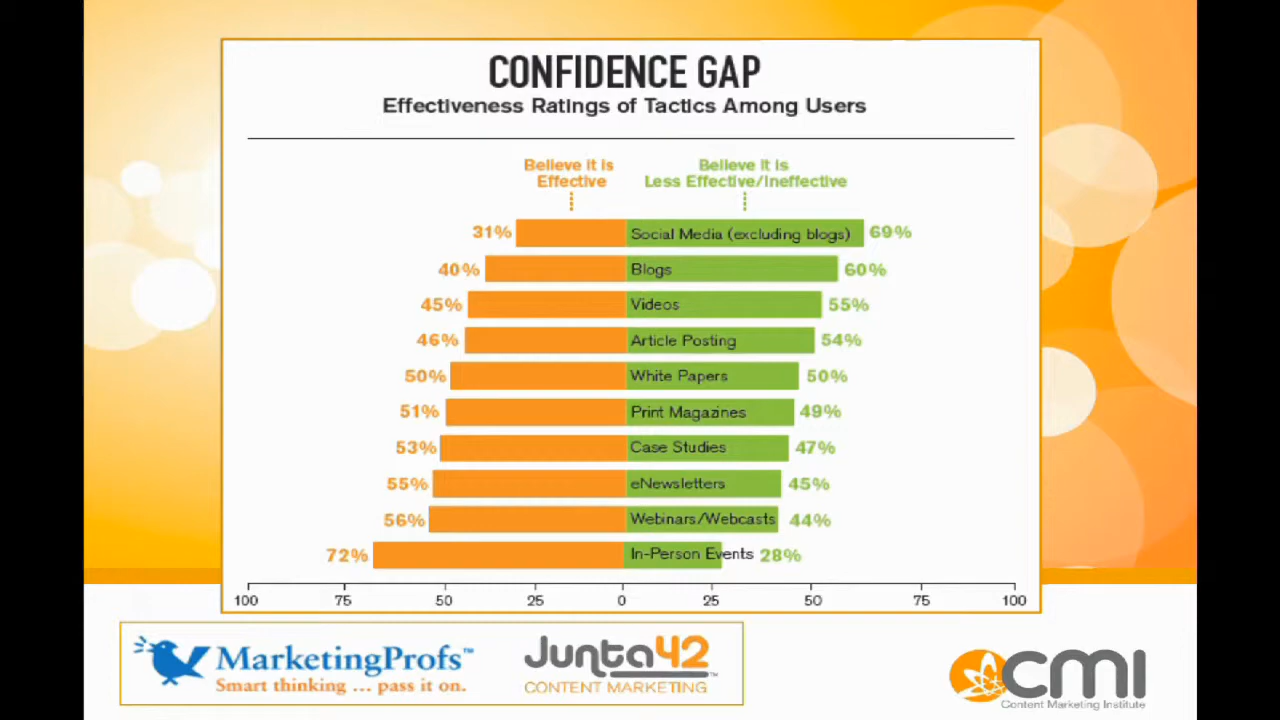 CONFIDENCE GAP
Effectiveness Ratings of Tactics Among Users
Believe it is
Effective
Believe it is
Less Effective/Ineffective
31% Social Media (excluding blogs) 69%
40% Blogs 60%
45% Videos 55%
46% Article Posting 54%
50% White Papers 50%
51% Print Magazines 49%
53% Case Studies 47%
55% eNewsletters 45%
56% Webinars/Webcasts 44%
72% In-Person Events 28%
100 75 50 25 0 25 50 75 100
MarketingProfs™
Smart thinking ... pass it on.
Junta42™
CONTENT MARKETING
CMI
Content Marketing Institute